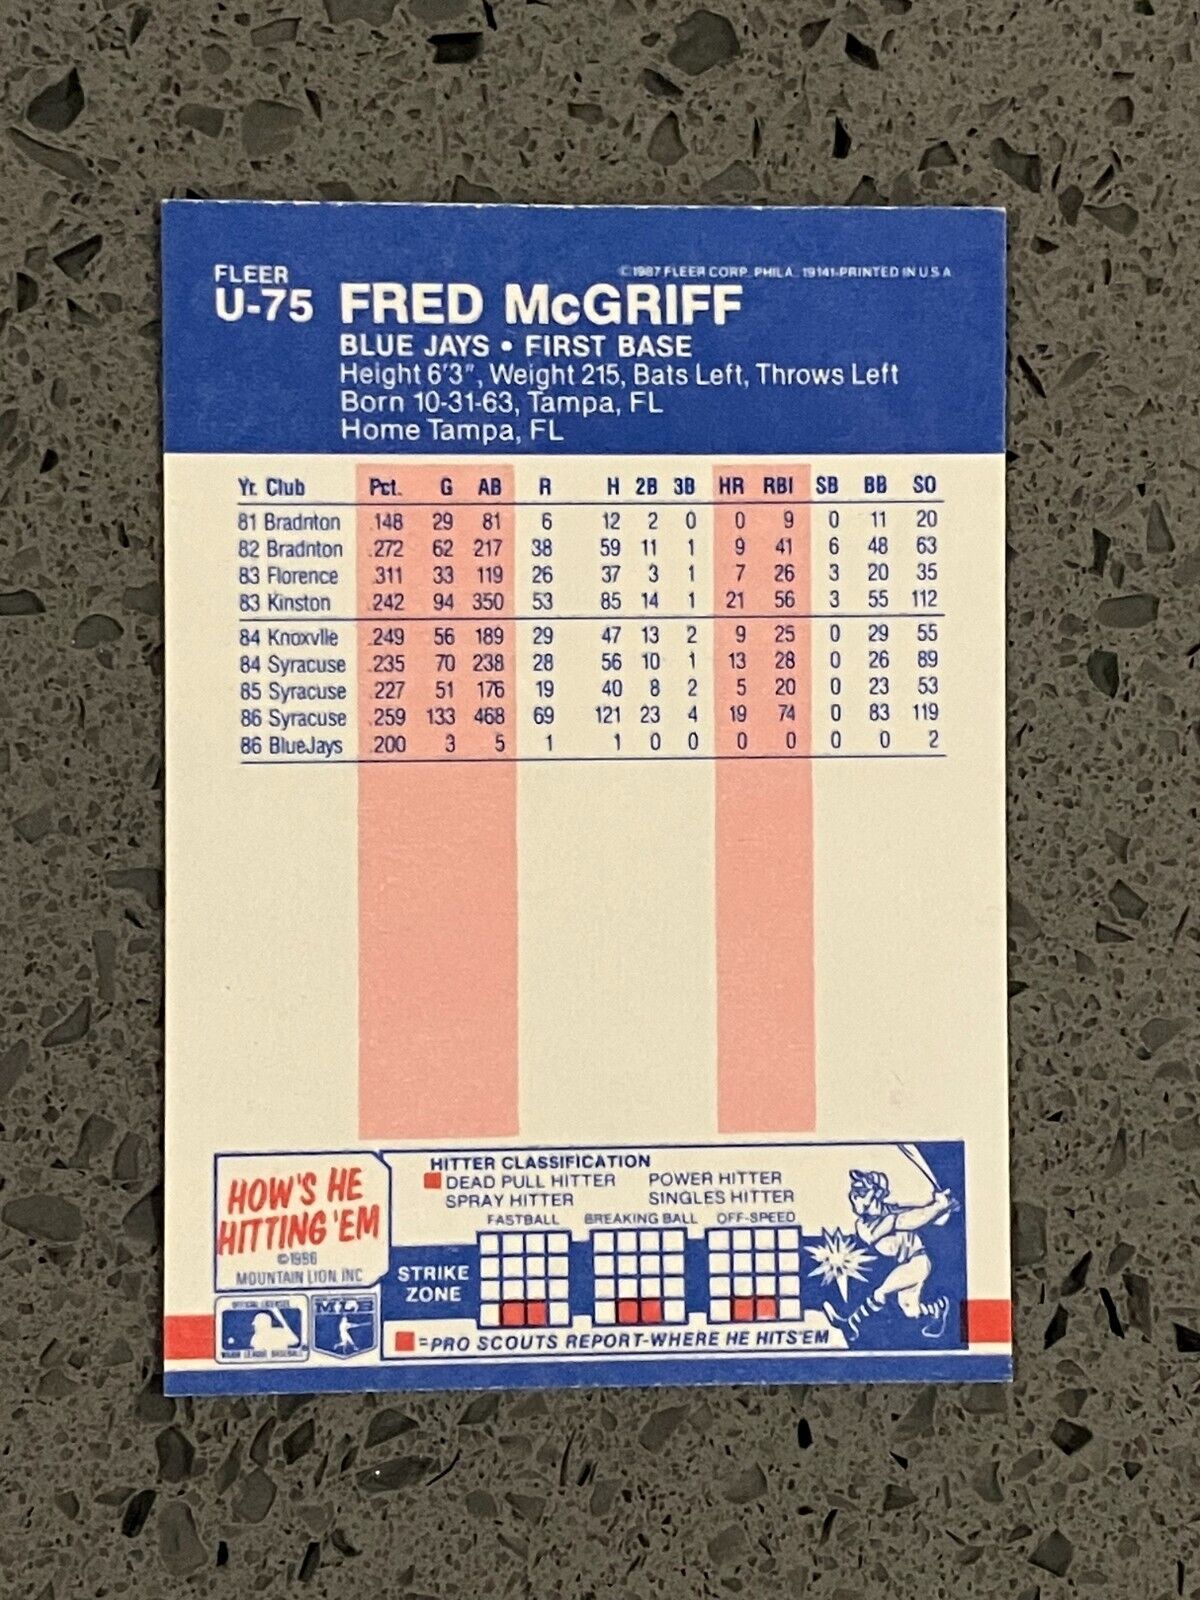 FLEER
©1987 FLEER CORP. PHILA. 19141-PRINTED IN U S A
U-75 FRED McGRIFF
BLUE JAYS • FIRST BASE
Height 6'3", Weight 215, Bats Left, Throws Left
Born 10-31-63, Tampa, FL
Home Tampa, FL
Yr. Club Pct. G AB R H 2B 3B HR RBI SB BB SO
81 Bradnton .148 29 81 6 12 2 0 0 9 0 11 20
82 Bradnton .272 62 217 38 59 11 1 9 41 6 48 63
83 Florence .311 33 119 26 37 3 1 7 26 3 20 35
83 Kinston .242 94 350 53 85 14 1 21 56 3 55 112
84 Knoxvlle .249 56 189 29 47 13 2 9 25 0 29 55
84 Syracuse .235 70 238 28 56 10 1 13 28 0 26 89
85 Syracuse .227 51 176 19 40 8 2 5 20 0 23 53
86 Syracuse .259 133 468 69 121 23 4 19 74 0 83 119
86 BlueJays .200 3 5 1 1 0 0 0 0 0 0 2
HOW'S HE
HITTING 'EM
©1986
MOUNTAIN LION, INC
HITTER CLASSIFICATION
DEAD PULL HITTER POWER HITTER
SPRAY HITTER SINGLES HITTER
FASTBALL BREAKING BALL OFF-SPEED
STRIKE
ZONE
=PRO SCOUTS REPORT-WHERE HE HITS 'EM
OFFICIAL LICENSEE
MAJOR LEAGUE BASEBALL
MLB